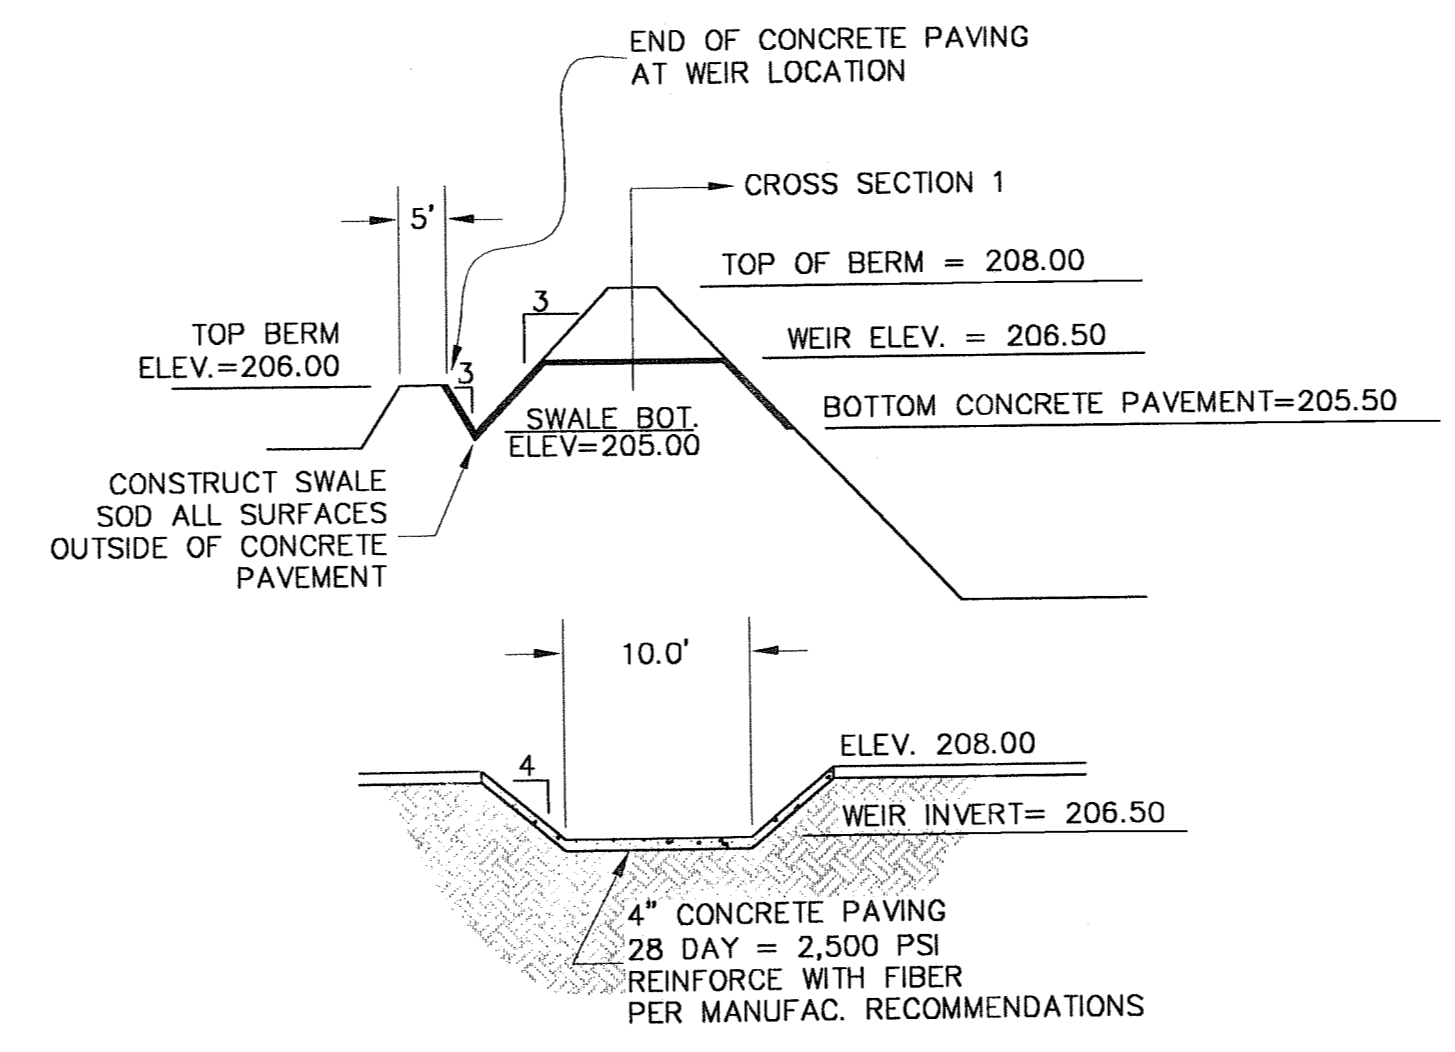 END OF CONCRETE PAVING
AT WEIR LOCATION
CROSS SECTION 1
5'
TOP OF BERM = 208.00
3
TOP BERM
ELEV.=206.00
WEIR ELEV. = 206.50
3
BOTTOM CONCRETE PAVEMENT=205.50
SWALE BOT.
ELEV=205.00
CONSTRUCT SWALE
SOD ALL SURFACES
OUTSIDE OF CONCRETE
PAVEMENT
10.0'
ELEV. 208.00
4
WEIR INVERT= 206.50
4" CONCRETE PAVING
28 DAY = 2,500 PSI
REINFORCE WITH FIBER
PER MANUFAC. RECOMMENDATIONS